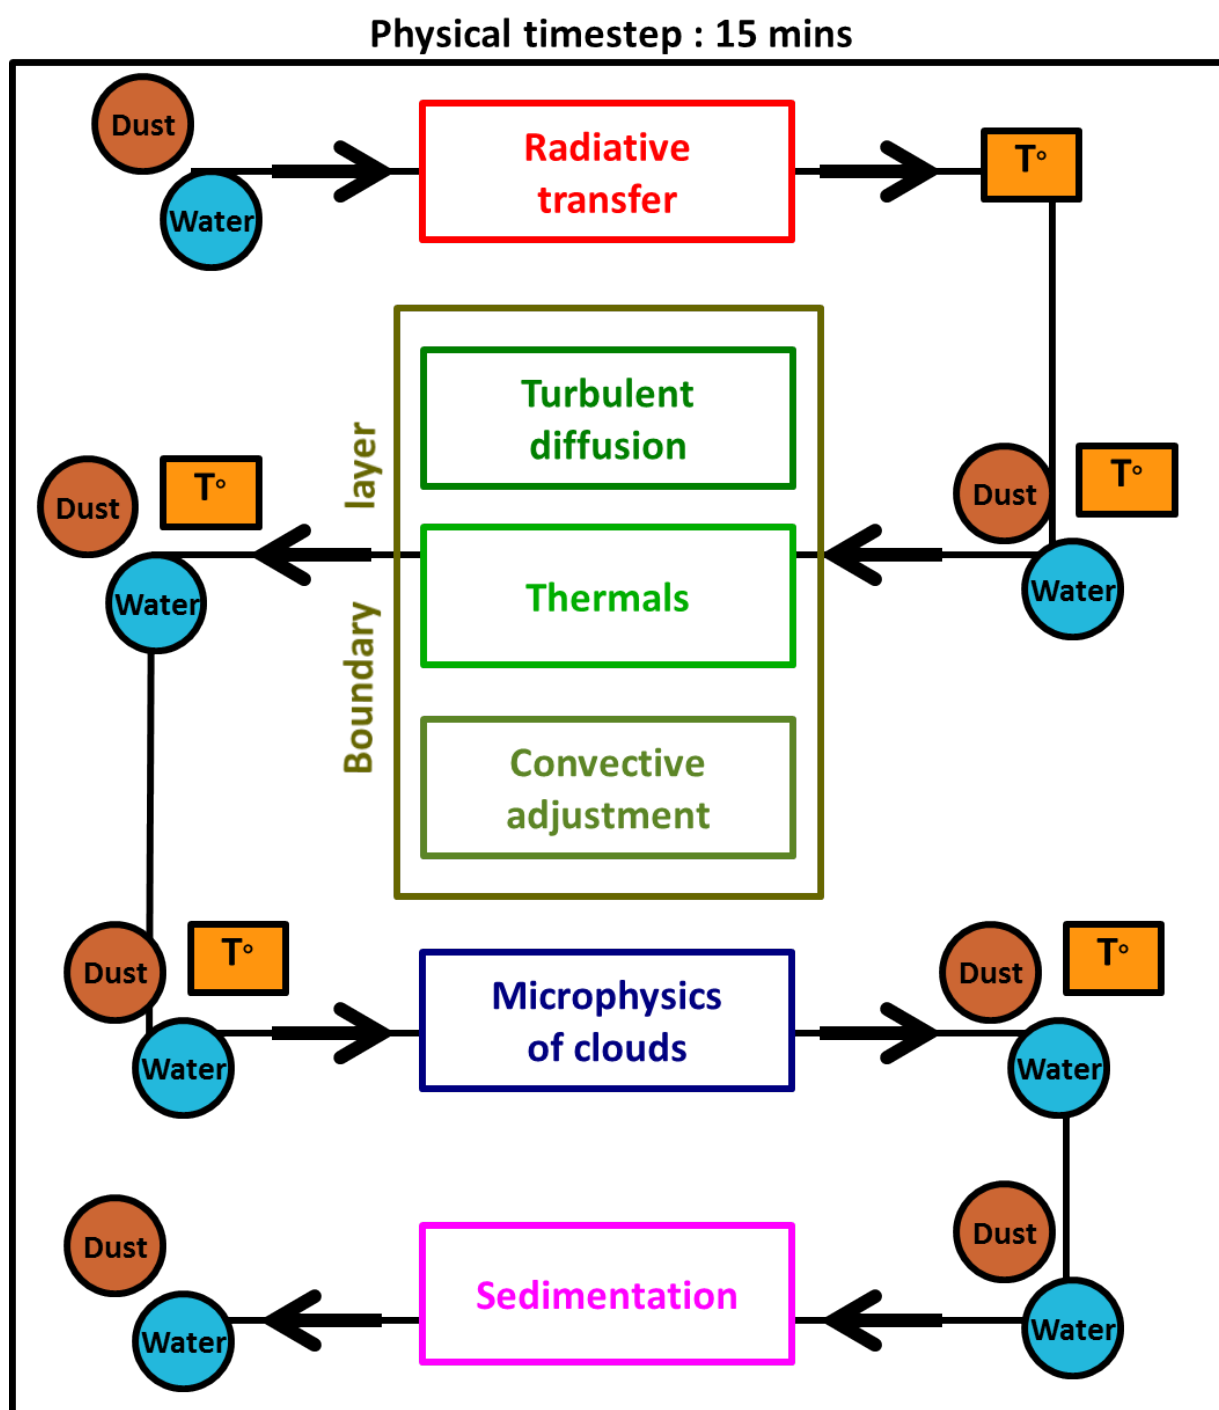 Physical timestep : 15 mins
Dust
Water
Radiative
transfer
T°
Boundary layer
Turbulent
diffusion
Thermals
Convective
adjustment
Dust
T°
Water
Dust
T°
Water
Dust
T°
Water
Microphysics
of clouds
Dust
T°
Water
Dust
Water
Sedimentation
Dust
Water